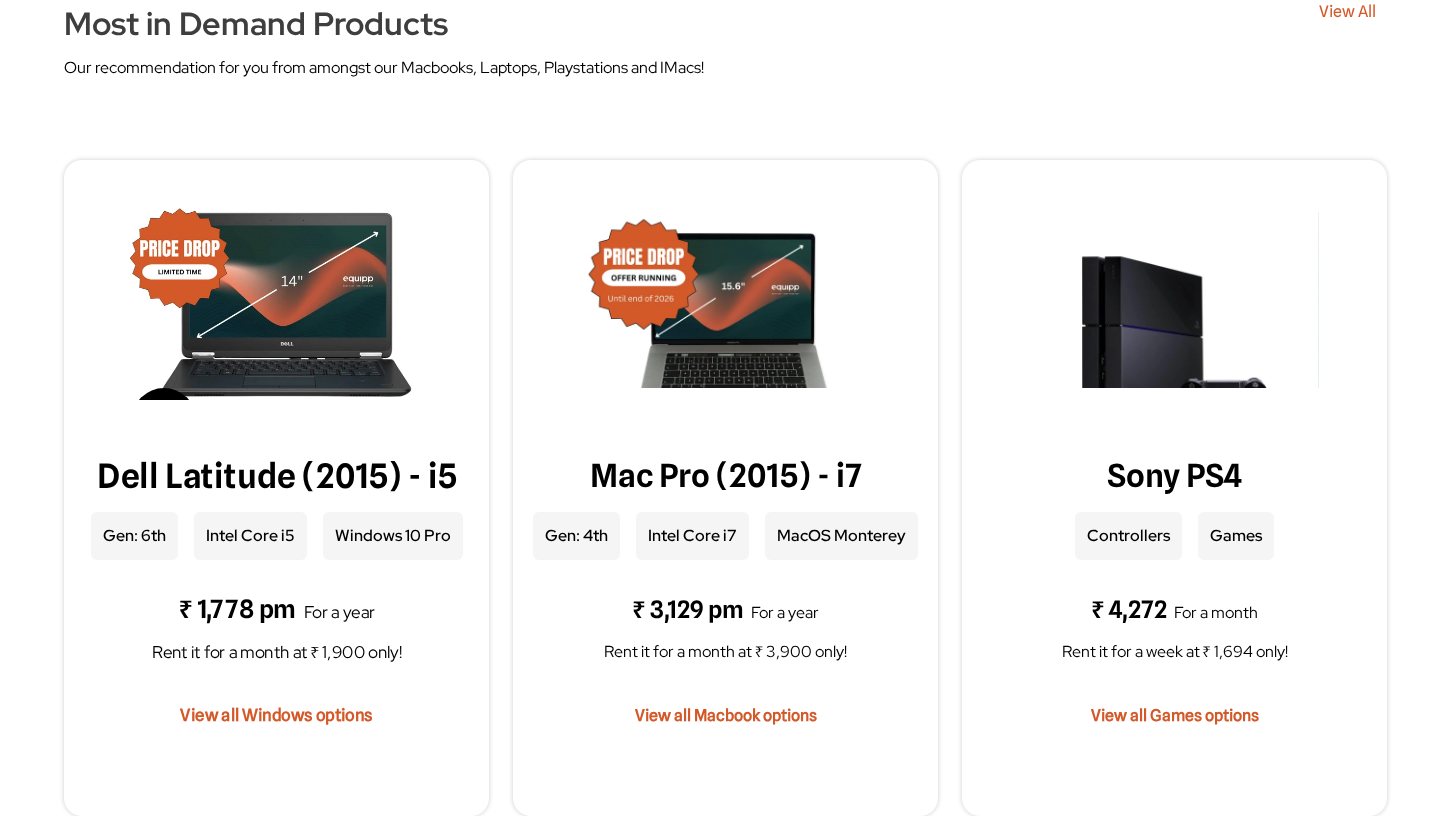 Most in Demand Products
View All
Our recommendation for you from amongst our Macbooks, Laptops, Playstations and IMacs!
PRICE DROP
LIMITED TIME
14"
equipp
DELL
PRICE DROP
OFFER RUNNING
Until end of 2026
15.6"
equipp
Dell Latitude (2015) - i5
Gen: 6th
Intel Core i5
Windows 10 Pro
₹ 1,778 pm For a year
Rent it for a month at ₹ 1,900 only!
View all Windows options
Mac Pro (2015) - i7
Gen: 4th
Intel Core i7
MacOS Monterey
₹ 3,129 pm For a year
Rent it for a month at ₹ 3,900 only!
View all Macbook options
Sony PS4
Controllers
Games
₹ 4,272 For a month
Rent it for a week at ₹ 1,694 only!
View all Games options